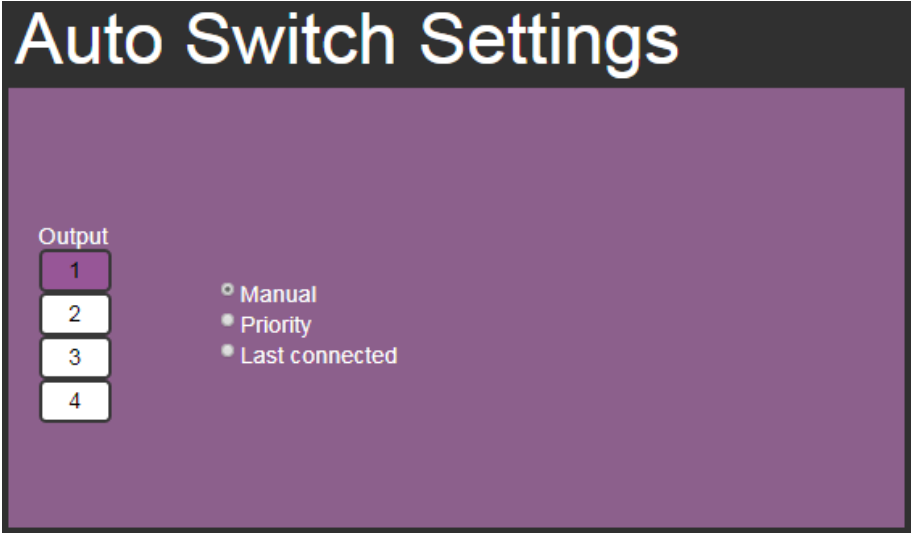 Auto Switch Settings
Output
1
2
3
4
Manual
Priority
Last connected